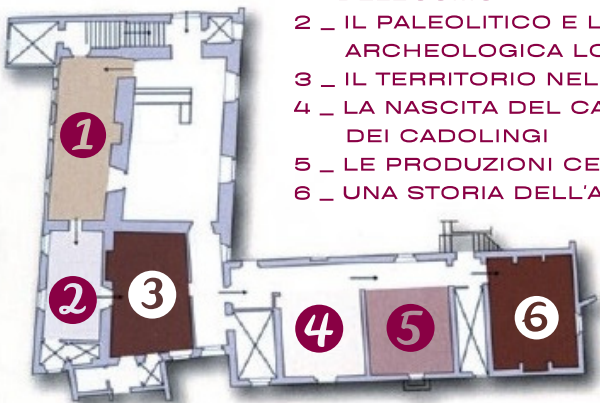 2 _ IL PALEOLITICO E L
ARCHEOLOGICA LO
3 _ IL TERRITORIO NEL
4 _ LA NASCITA DEL CA
DEI CADOLINGI
5 _ LE PRODUZIONI CE
6 _ UNA STORIA DELL'A
1
2
3
4
5
6